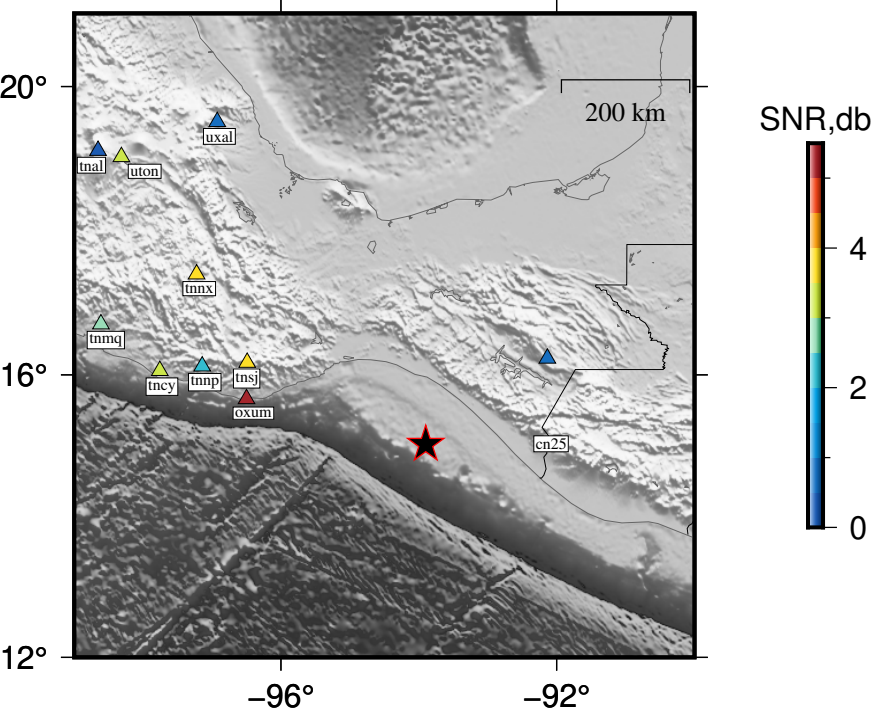 20°
200 km
SNR,db
uxal
tnal
uton
4
tnnx
tnmq
16°
tncy
tnnp
tnsj
2
oxum
cn25
0
12°
−96°
−92°